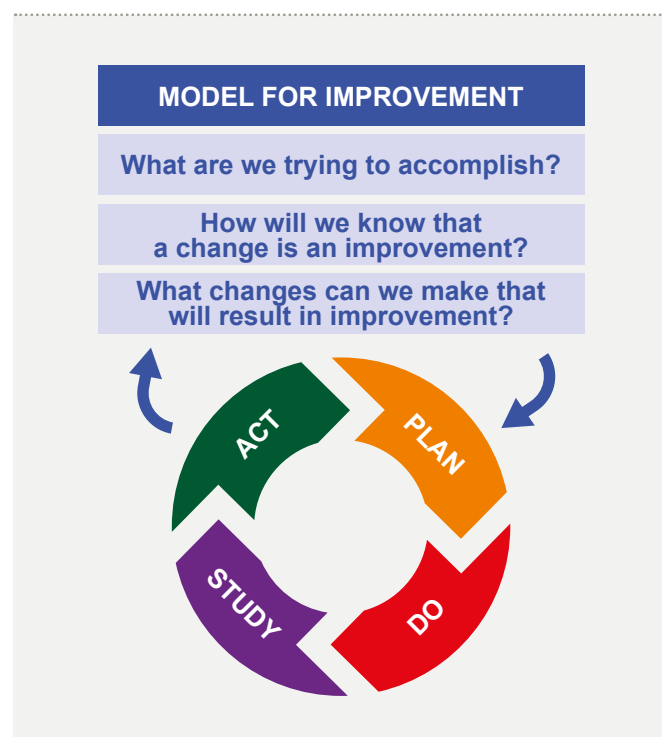 MODEL FOR IMPROVEMENT
What are we trying to accomplish?
How will we know that
a change is an improvement?
What changes can we make that
will result in improvement?
ACT
PLAN
STUDY
DO